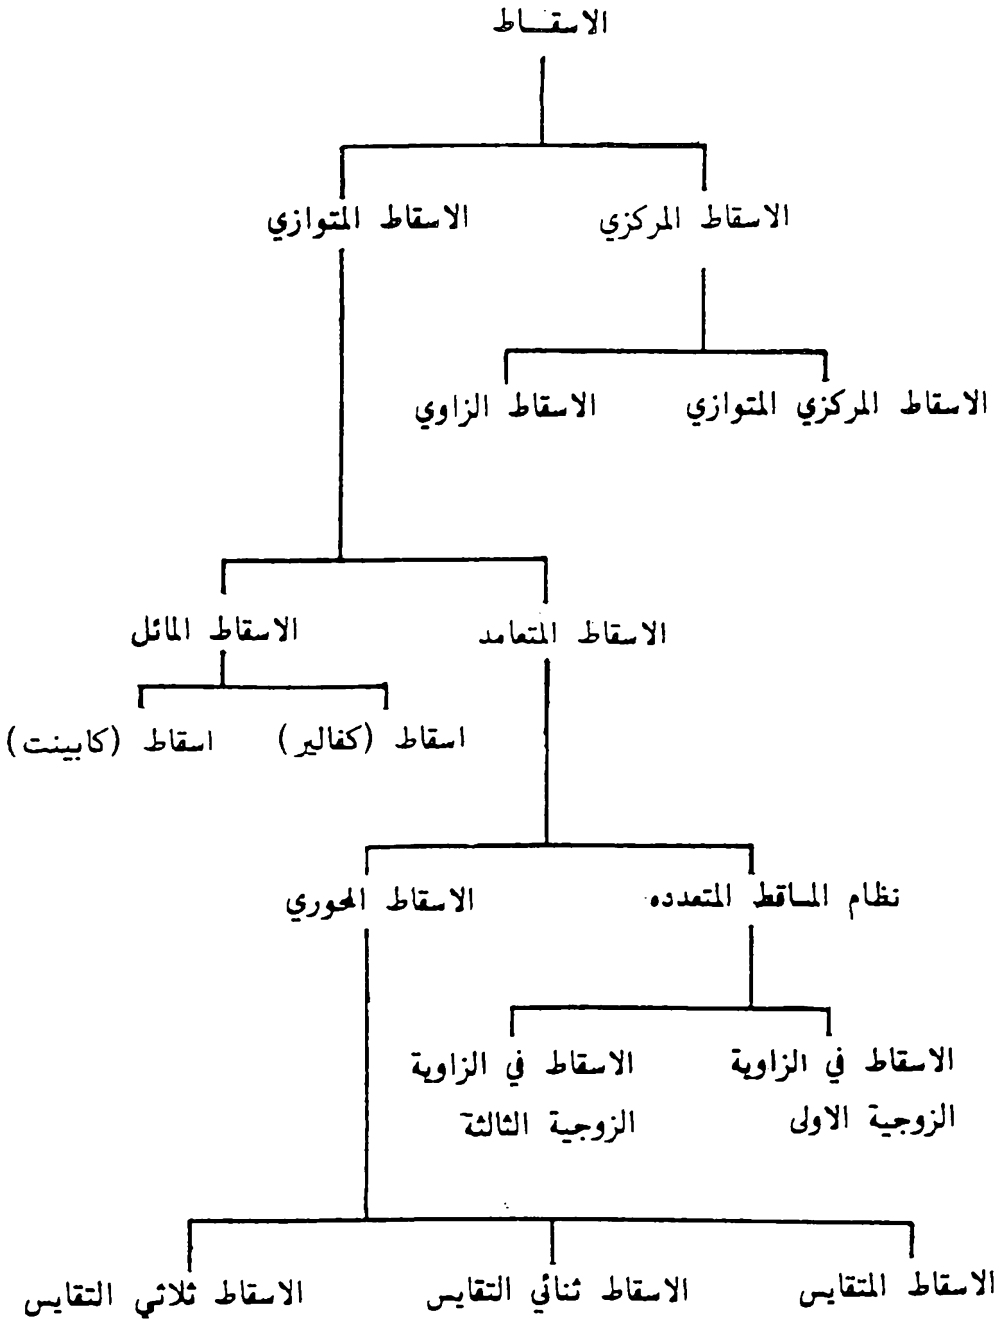 الاسقاط
الاسقاط المركزي
الاسقاط المتوازي
الاسقاط المركزي المتوازي
الاسقاط الزاوي
الاسقاط المتعامد
الاسقاط المائل
اسقاط (كفالير)
اسقاط (كابينت)
نظام المساقط المتعدده
الاسقاط المحوري
الاسقاط في الزاوية
الزوجية الاولى
الاسقاط في الزاوية
الزوجية الثالثة
الاسقاط المتقايس
الاسقاط ثنائي التقايس
الاسقاط ثلاثي التقايس